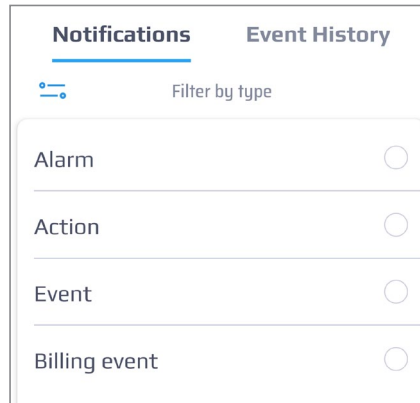 Notifications Event History
Filter by type
Alarm
Action
Event
Billing event